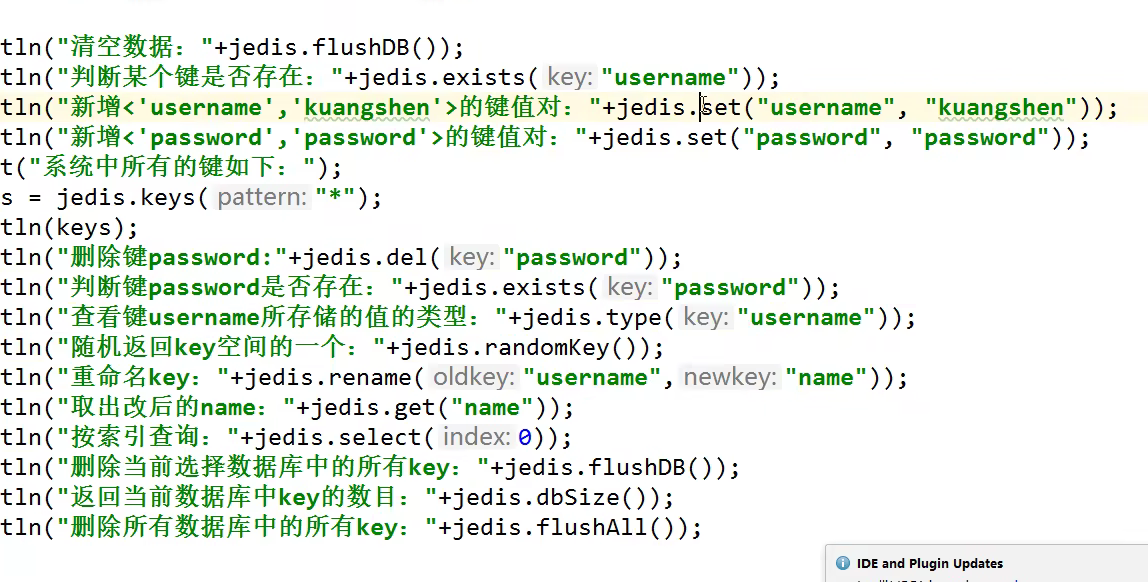 tln("清空数据："+jedis.flushDB());
tln("判断某个键是否存在："+jedis.exists( key: "username"));
tln("新增<'username','kuangshen'>的键值对："+jedis.set("username", "kuangshen"));
tln("新增<'password','password'>的键值对："+jedis.set("password", "password"));
t("系统中所有的键如下：");
s = jedis.keys( pattern: "*");
tln(keys);
tln("删除键password:"+jedis.del( key: "password"));
tln("判断键password是否存在："+jedis.exists( key: "password"));
tln("查看键username所存储的值的类型："+jedis.type( key: "username"));
tln("随机返回key空间的一个："+jedis.randomKey());
tln("重命名key："+jedis.rename( oldkey: "username", newkey: "name"));
tln("取出改后的name："+jedis.get("name"));
tln("按索引查询："+jedis.select( index: 0));
tln("删除当前选择数据库中的所有key："+jedis.flushDB());
tln("返回当前数据库中key的数目："+jedis.dbSize());
tln("删除所有数据库中的所有key："+jedis.flushAll());
IDE and Plugin Updates